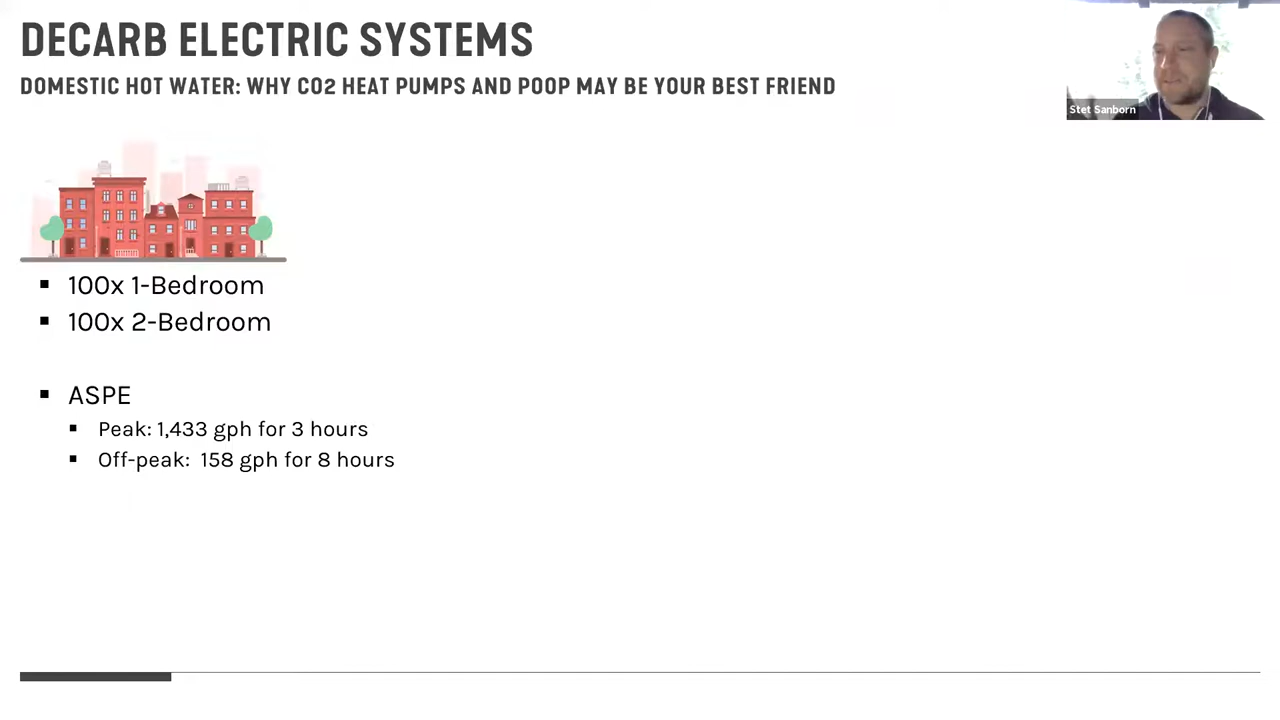 DECARB ELECTRIC SYSTEMS
DOMESTIC HOT WATER: WHY CO2 HEAT PUMPS AND POOP MAY BE YOUR BEST FRIEND
Stet Sanborn
100x 1-Bedroom
100x 2-Bedroom
ASPE
Peak: 1,433 gph for 3 hours
Off-peak: 158 gph for 8 hours